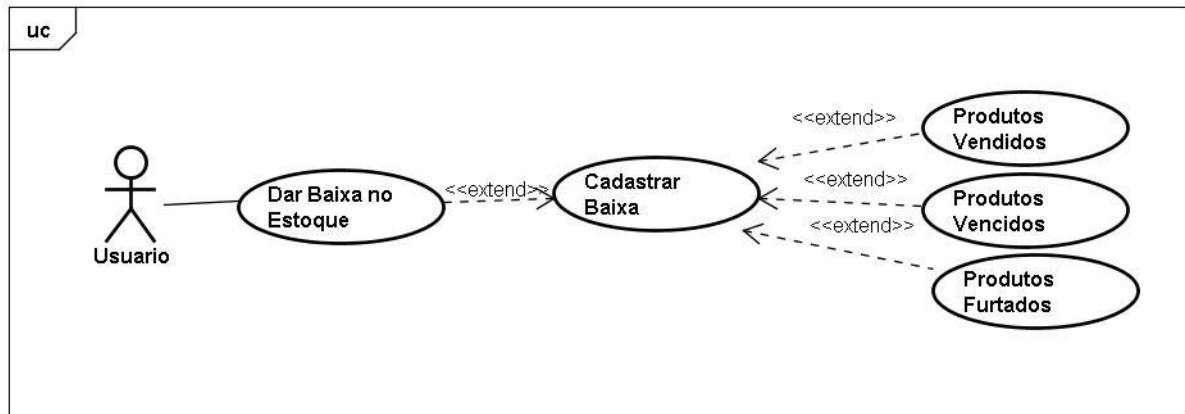 uc
<<extend>>
Produtos
Vendidos
Dar Baixa no
Estoque
<<extend>>
Cadastrar
Baixa
<<extend>>
Produtos
Vencidos
<<extend>>
Usuario
Produtos
Furtados